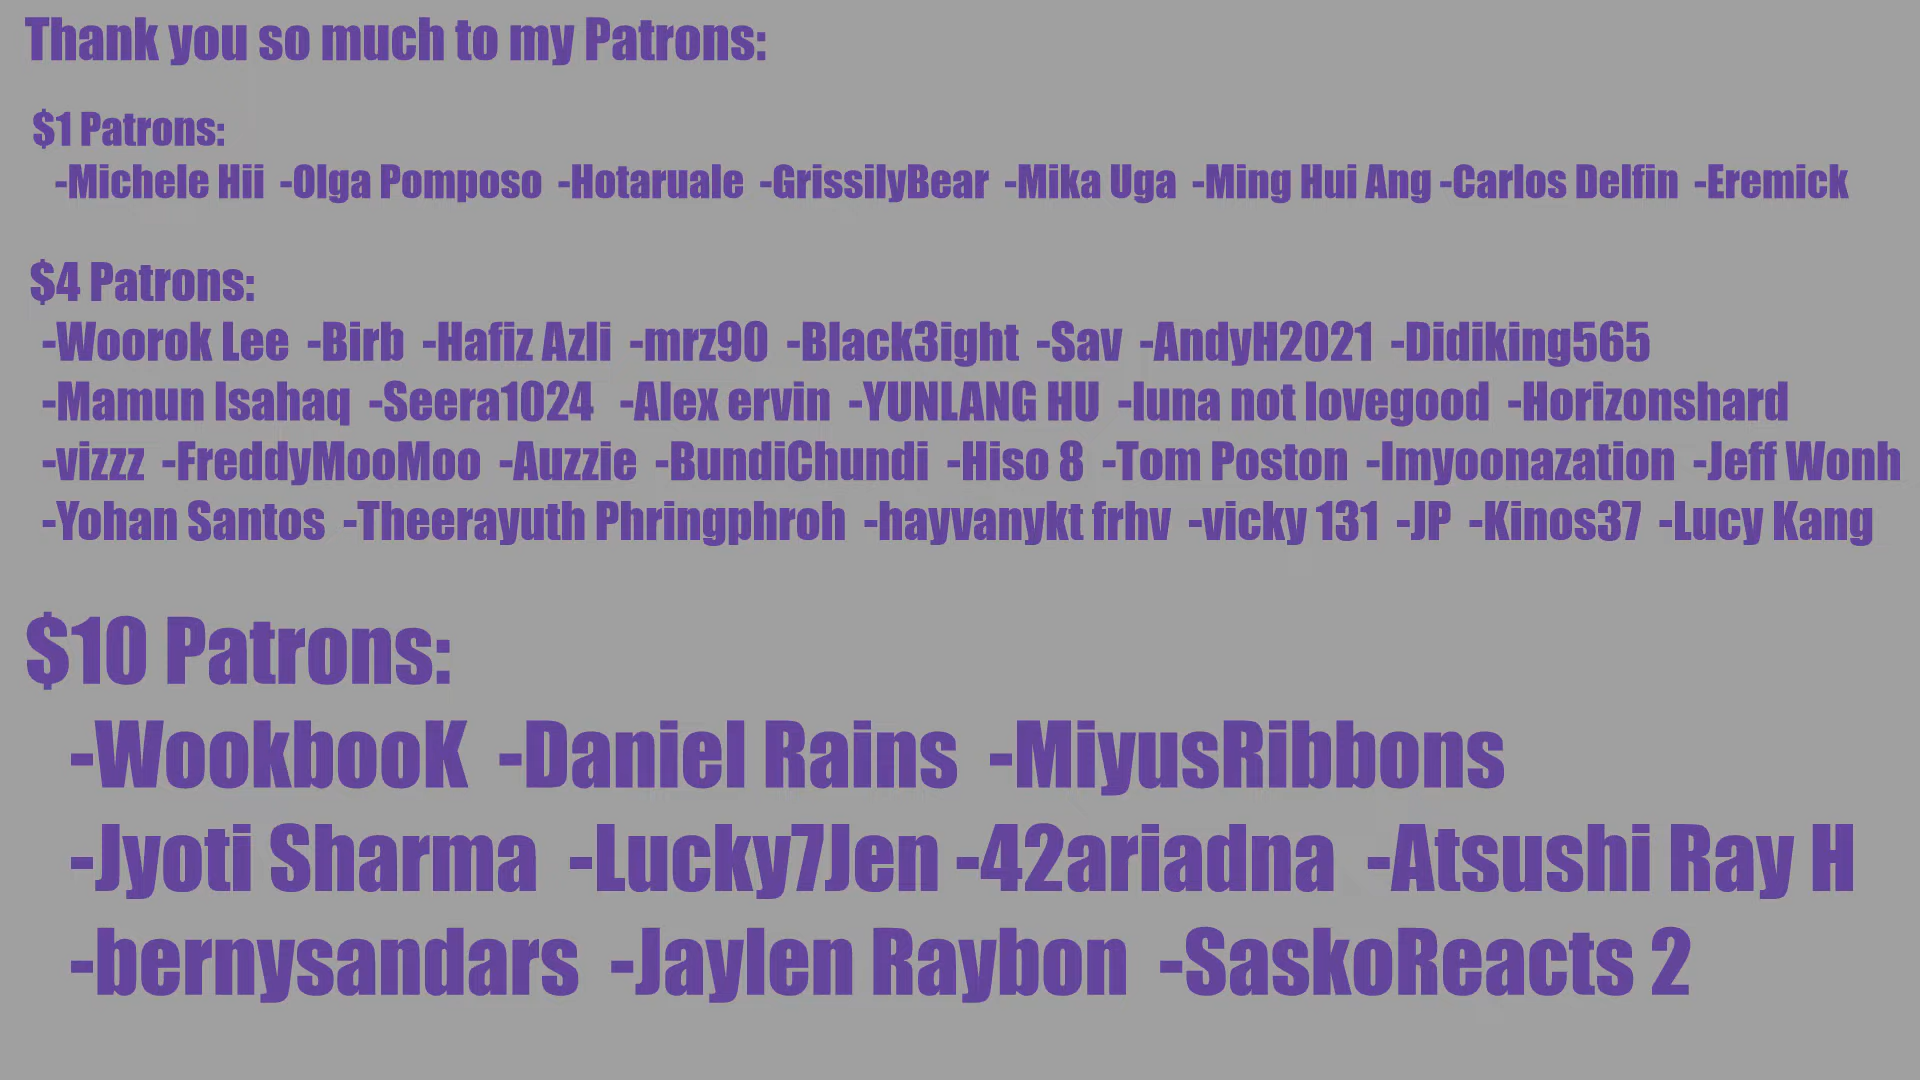 Thank you so much to my Patrons:
$1 Patrons:
-Michele Hii -Olga Pomposo -Hotaruale -GrissilyBear -Mika Uga -Ming Hui Ang -Carlos Delfin -Eremick
$4 Patrons:
-Woorok Lee -Birb -Hafiz Azli -mrz90 -Black3ight -Sav -AndyH2021 -Didiking565
-Mamun Isahaq -Seera1024 -Alex ervin -YUNLANG HU -luna not lovegood -Horizonshard
-vizzz -FreddyMooMoo -Auzzie -BundiChundi -Hiso 8 -Tom Poston -Imyoonazation -Jeff Wonh
-Yohan Santos -Theerayuth Phringphroh -hayvanykt frhv -vicky 131 -JP -Kinos37 -Lucy Kang
$10 Patrons:
-WookbooK -Daniel Rains -MiyusRibbons
-Jyoti Sharma -Lucky7Jen -42ariadna -Atsushi Ray H
-bernysandars -Jaylen Raybon -SaskoReacts 2